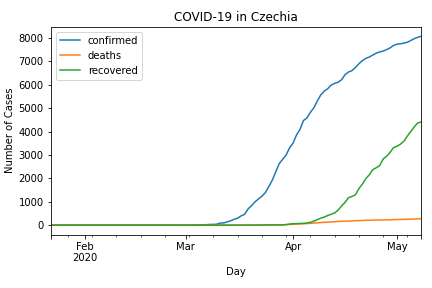 COVID-19 in Czechia
confirmed
deaths
recovered
Number of Cases
8000
7000
6000
5000
4000
3000
2000
1000
0
Feb
2020
Mar
Apr
May
Day